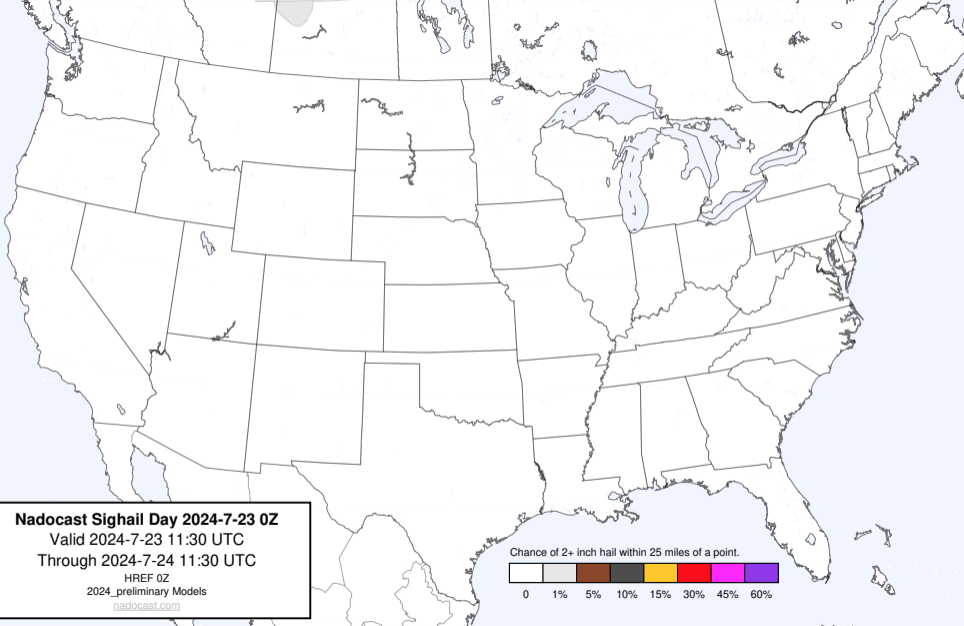 Nadocast Sighail Day 2024-7-23 0Z
Valid 2024-7-23 11:30 UTC
Through 2024-7-24 11:30 UTC
HREF 0Z
2024_preliminary Models
nadocast.com
Chance of 2+ inch hail within 25 miles of a point.
0 1% 5% 10% 15% 30% 45% 60%